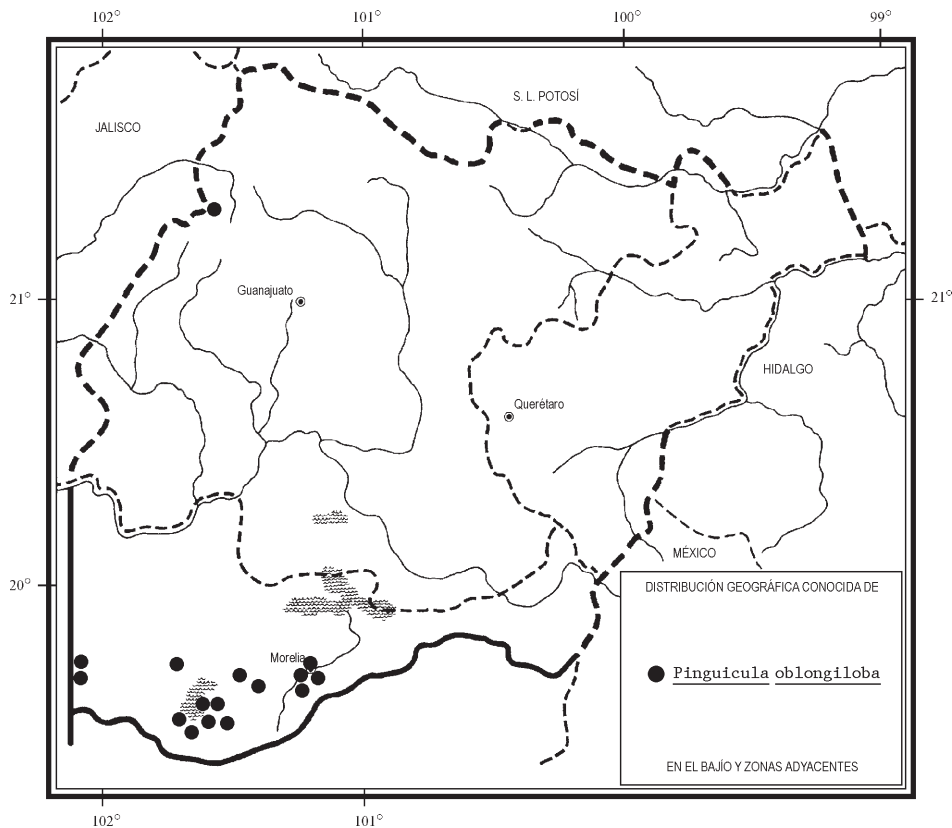 102° 101° 100° 99°
S. L. POTOSÍ
JALISCO
Guanajuato
21° 21°
HIDALGO
Querétaro
MÉXICO
20°
DISTRIBUCIÓN GEOGRÁFICA CONOCIDA DE
Morelia
Pinguicula oblongiloba
EN EL BAJÍO Y ZONAS ADYACENTES
102° 101°